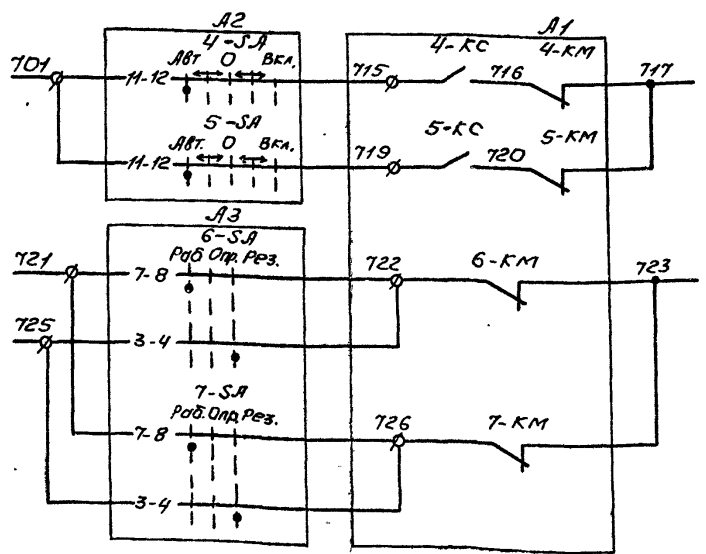 А2
А1
4-SA
4-КС
4-КМ
Авт О Вкл.
701
11-12
715
716
717
5-SA
5-КС
5-КМ
Авт. О Вкл.
11-12
719
720
А3
6-SA
Раб. Опр. Рез.
721
7-8
722
6-КМ
723
725
3-4
7-SA
Раб. Опр. Рез.
726
7-КМ
7-8
3-4